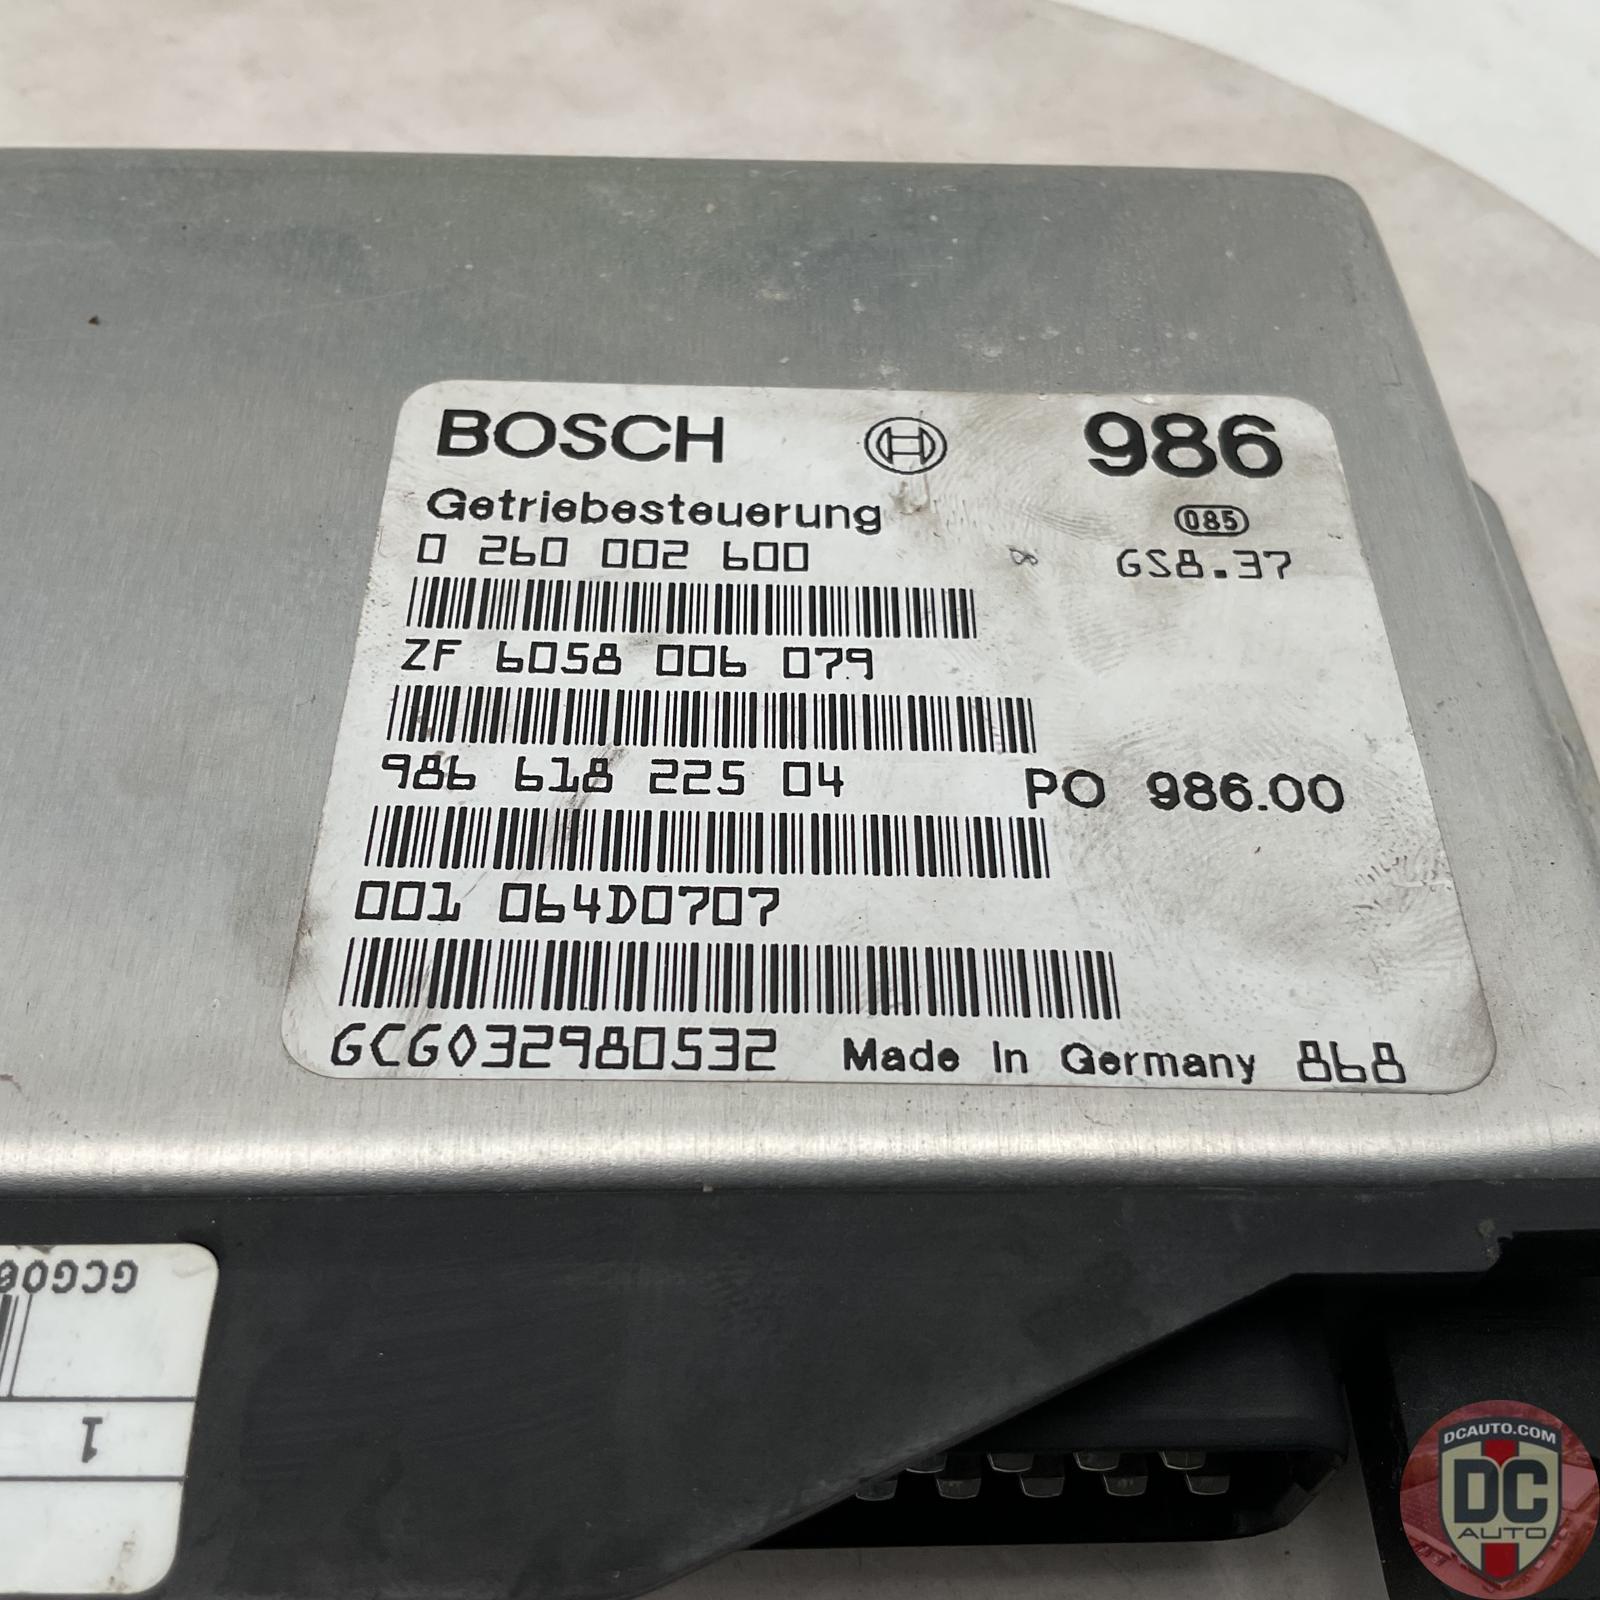 BOSCH 986
Getriebesteuerung 085
0 260 002 600 8 GS8.37
ZF 6058 006 079
986 618 225 04 PO 986.00
001 064D0707
GCG032980532 Made In Germany 868
1
DCAUTO.COM
DC
AUTO